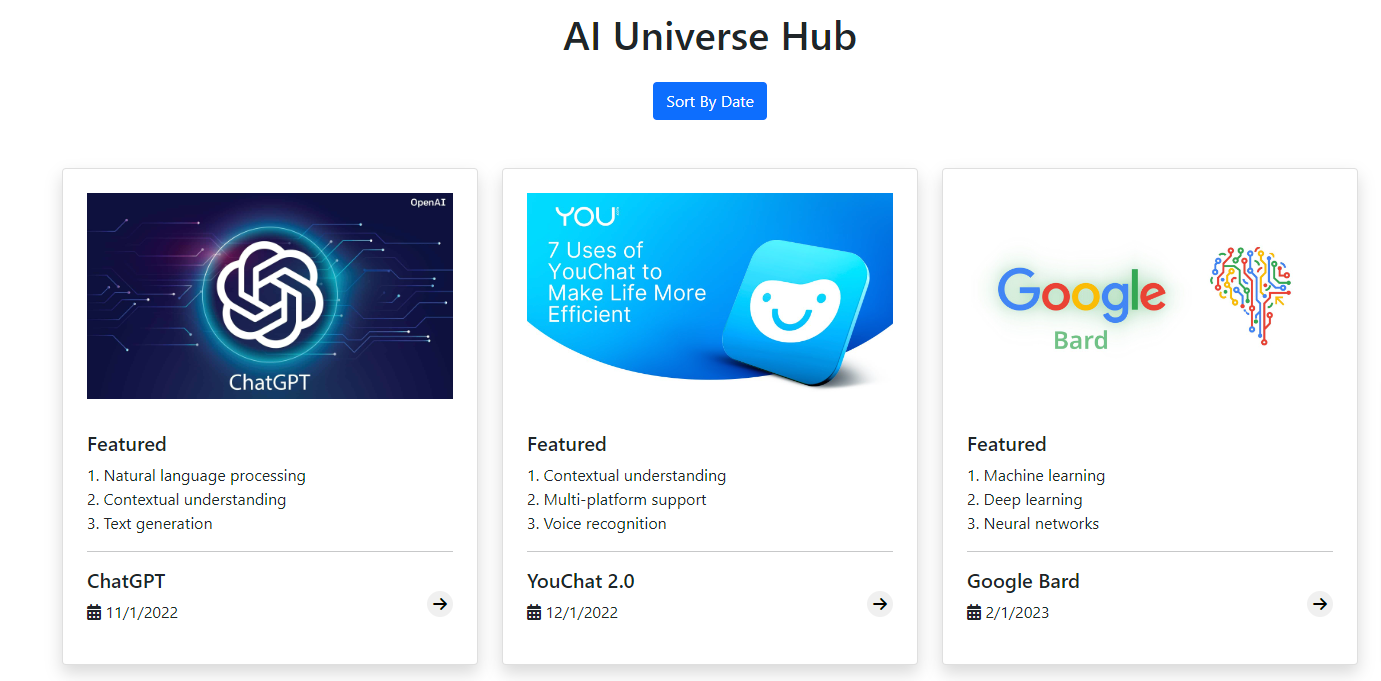 AI Universe Hub
Sort By Date
OpenAI
ChatGPT
YOU
7 Uses of
YouChat to
Make Life More
Efficient
Google
Bard
Featured
1. Natural language processing
2. Contextual understanding
3. Text generation
ChatGPT
11/1/2022
Featured
1. Contextual understanding
2. Multi-platform support
3. Voice recognition
YouChat 2.0
12/1/2022
Featured
1. Machine learning
2. Deep learning
3. Neural networks
Google Bard
2/1/2023